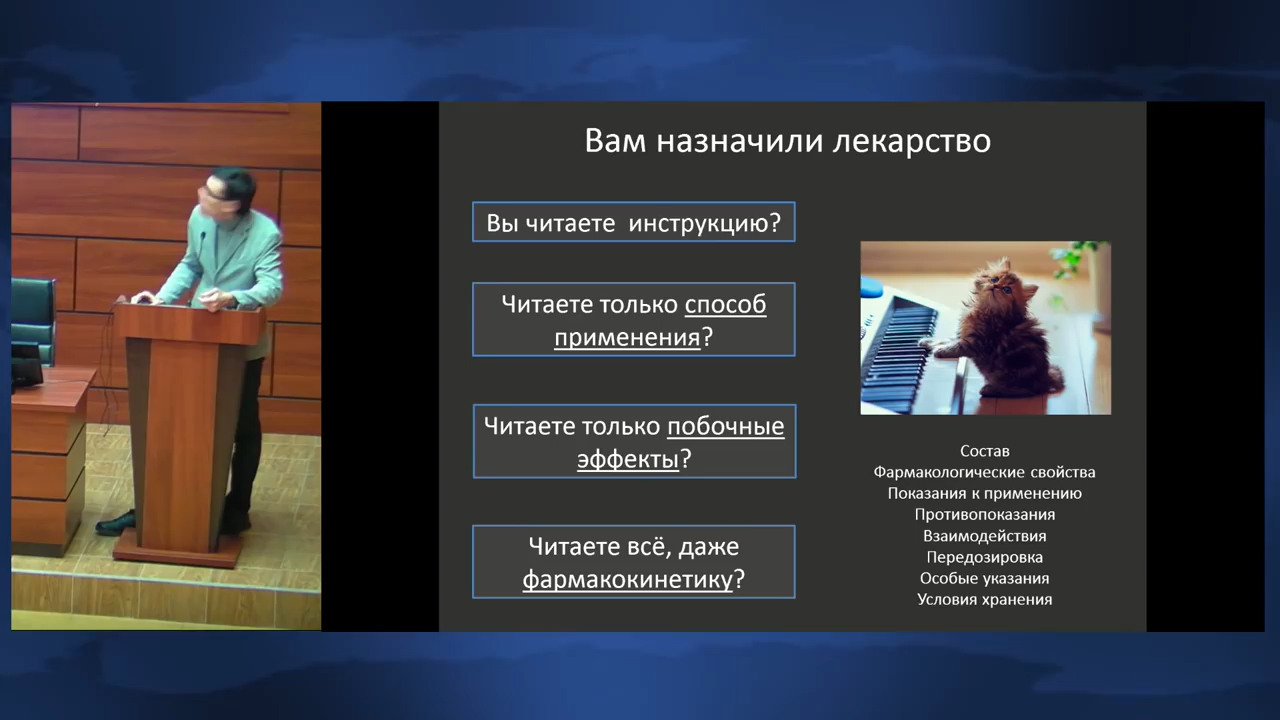 Вам назначили лекарство
Вы читаете инструкцию?
Читаете только способ
применения?
Читаете только побочные
эффекты?
Читаете всё, даже
фармакокинетику?
Состав
Фармакологические свойства
Показания к применению
Противопоказания
Взаимодействия
Передозировка
Особые указания
Условия хранения